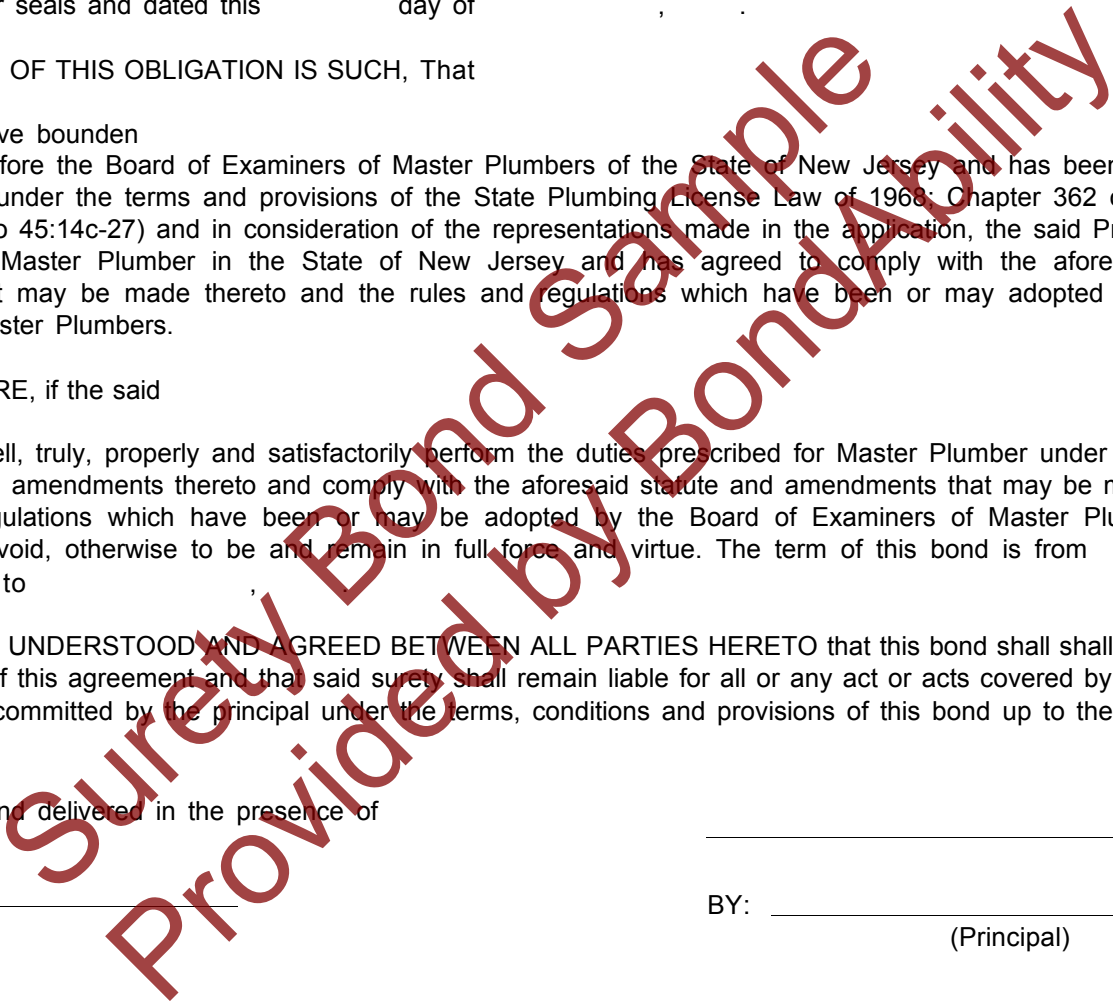 r seals and dated this day of , .
OF THIS OBLIGATION IS SUCH, That
ve bounden
fore the Board of Examiners of Master Plumbers of the State of New Jersey and has been
under the terms and provisions of the State Plumbing License Law of 1968; Chapter 362
o 45:14c-27) and in consideration of the representations made in the application, the said
Master Plumber in the State of New Jersey and has agreed to comply with the afore
t may be made thereto and the rules and regulations which have been or may adopted
ster Plumbers.
RE, if the said
ell, truly, properly and satisfactorily perform the duties prescribed for Master Plumber under
amendments thereto and comply with the aforesaid statute and amendments that may be
gulations which have been or may be adopted by the Board of Examiners of Master Plu
void, otherwise to be and remain in full force and virtue. The term of this bond is from
to , .
UNDERSTOOD AND AGREED BETWEEN ALL PARTIES HERETO that this bond shall shall
f this agreement and that said surety shall remain liable for all or any act or acts covered by
committed by the principal under the terms, conditions and provisions of this bond up to the
nd delivered in the presence of
BY:
(Principal)
Surety Bond Sample
Provided by BondAbility